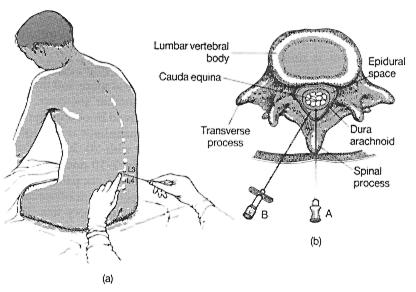 L3
L4
(a)
Lumbar vertebral
body
Cauda equina
Epidural
space
Transverse
process
Dura
arachnoid
Spinal
process
B
A
(b)